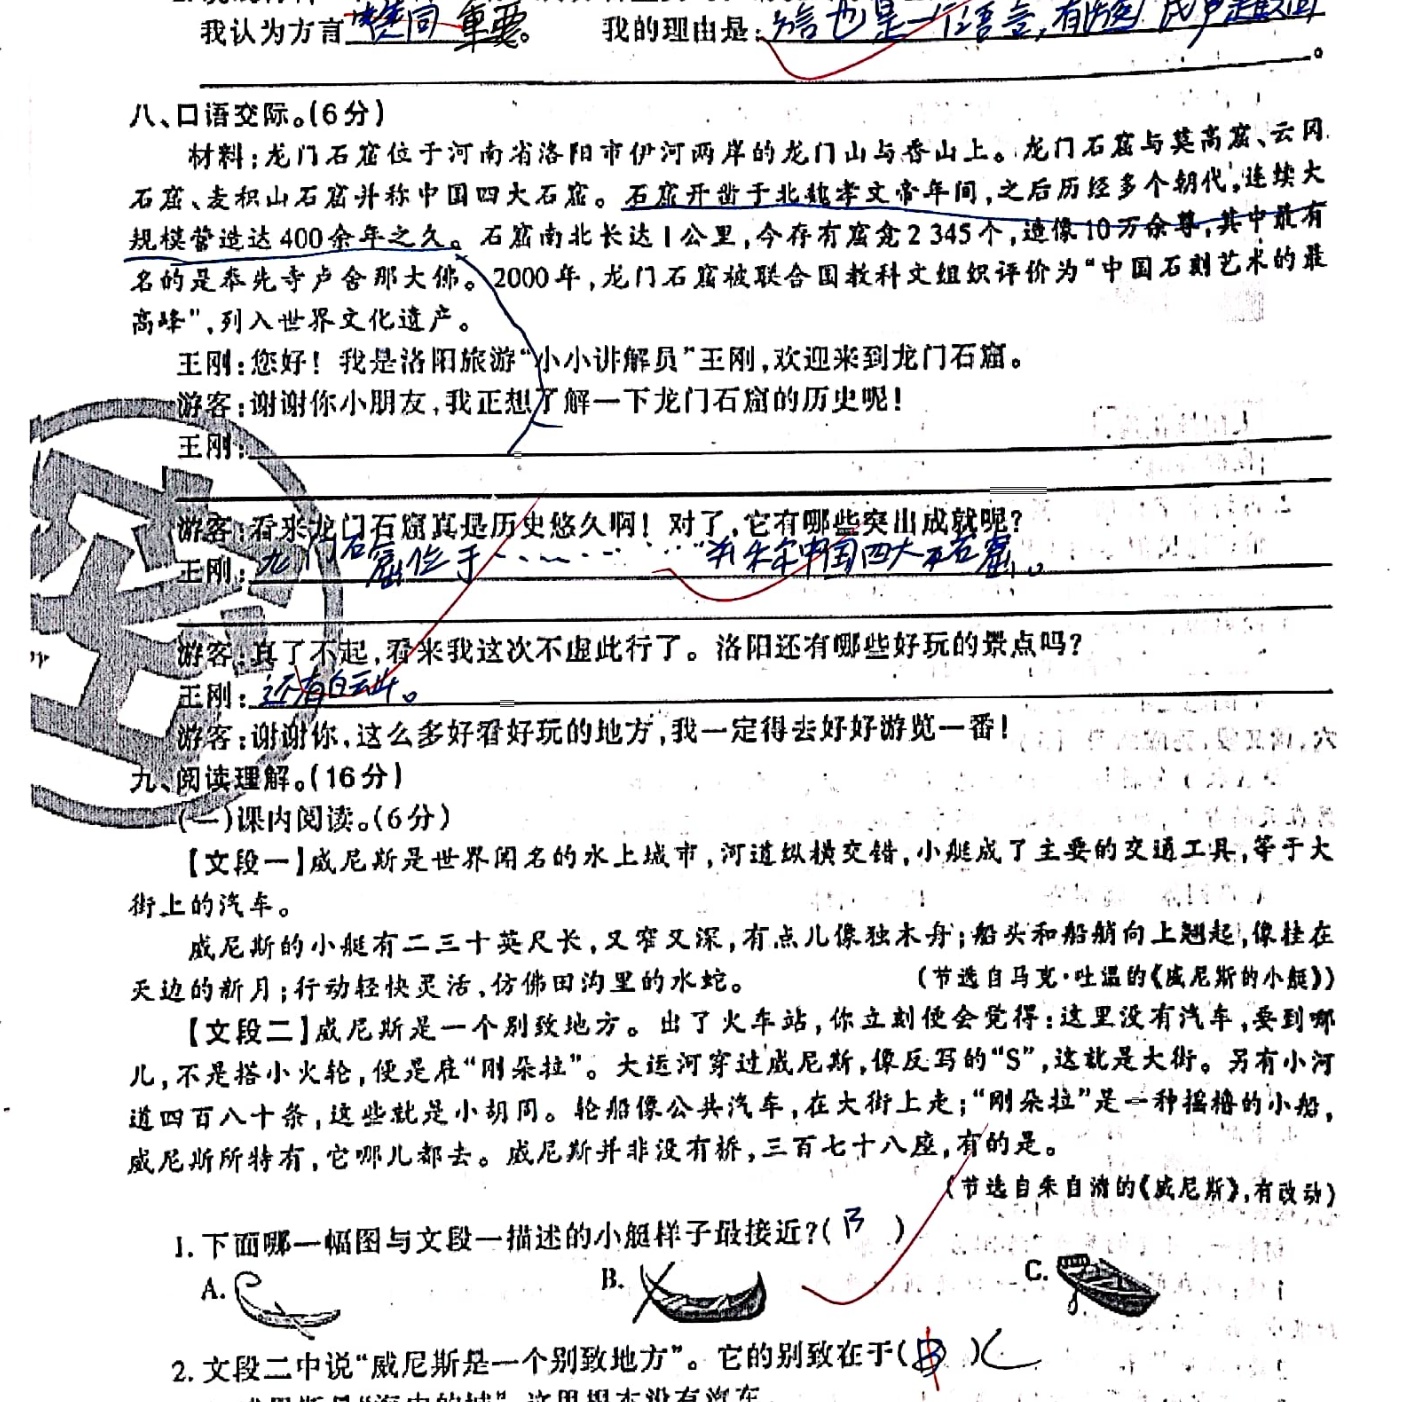 我认为方言 同 重要。 我的理由是: 方言也是一个语言,有
八、口语交际。(6分)
材料:龙门石窟位于河南省洛阳市伊河两岸的龙门山与香山上。龙门石窟与莫高窟、云冈
石窟、麦积山石窟并称中国四大石窟。石窟开凿于北魏孝文帝年间,之后历经多个朝代,连续大
规模营造达400余年之久。石窟南北长达1公里,今存有窟龛2345个,造像10万余尊,其中最有
名的是奉先寺卢舍那大佛。2000年,龙门石窟被联合国教科文组织评价为“中国石刻艺术的最
高峰”,列入世界文化遗产。
王刚:您好!我是洛阳旅游“小小讲解员”王刚,欢迎来到龙门石窟。
游客:谢谢你小朋友,我正想了解一下龙门石窟的历史呢!
王刚:
游客:看来龙门石窟真是历史悠久啊!对了,它有哪些突出成就呢?
王刚:龙门石窟位于…………并称中国四大石窟。
游客:真了不起,看来我这次不虚此行了。洛阳还有哪些好玩的景点吗?
王刚:还有白云山。
游客:谢谢你,这么多好看好玩的地方,我一定得去好好游览一番!
九、阅读理解。(16分)
(一)课内阅读。(6分)
【文段一】威尼斯是世界闻名的水上城市,河道纵横交错,小艇成了主要的交通工具,等于大
街上的汽车。
威尼斯的小艇有二三十英尺长,又窄又深,有点儿像独木舟;船头和船艄向上翘起,像挂在
天边的新月;行动轻快灵活,仿佛田沟里的水蛇。 (节选自马克·吐温的《威尼斯的小艇》)
【文段二】威尼斯是一个别致地方。出了火车站,你立刻便会觉得:这里没有汽车,要到哪
儿,不是搭小火轮,便是雇“刚朵拉”。大运河穿过威尼斯,像反写的“S”,这就是大街。另有小河
道四百八十条,这些就是小胡同。轮船像公共汽车,在大街上走;“刚朵拉”是一种摇橹的小船,
威尼斯所特有,它哪儿都去。威尼斯并非没有桥,三百七十八座,有的是。
(节选自朱自清的《威尼斯》,有改动)
1.下面哪一幅图与文段一描述的小艇样子最接近?( B )
A. B. C.
2.文段二中说“威尼斯是一个别致地方”。它的别致在于( B )C